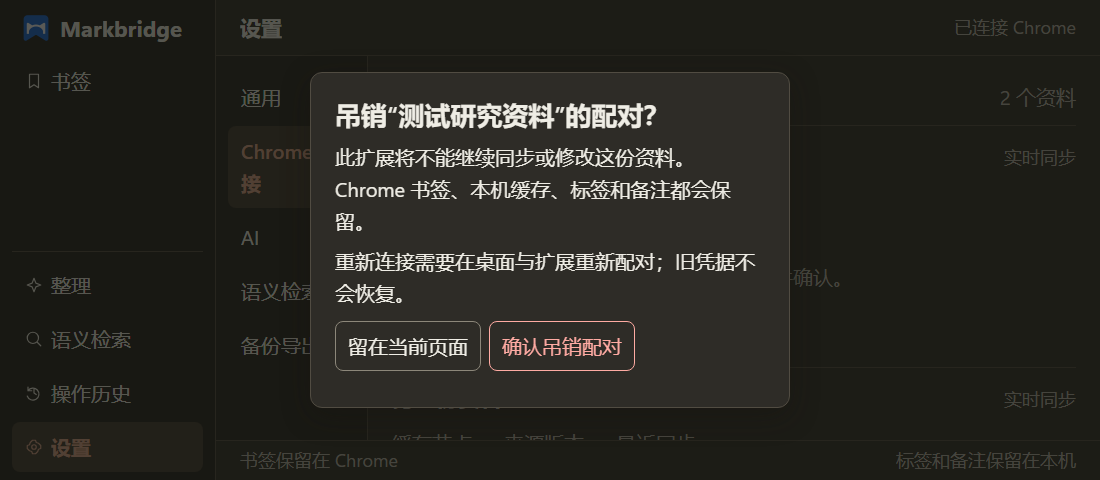 Markbridge
设置
已连接 Chrome
书签
通用
2 个资料
Chrome
接
实时同步
AI
语义检索
备份导出
确认。
吊销“测试研究资料”的配对？
此扩展将不能继续同步或修改这份资料。
Chrome 书签、本机缓存、标签和备注都会保
留。
重新连接需要在桌面与扩展重新配对；旧凭据不
会恢复。
留在当前页面
确认吊销配对
整理
语义检索
操作历史
设置
实时同步
书签保留在 Chrome
标签和备注保留在本机